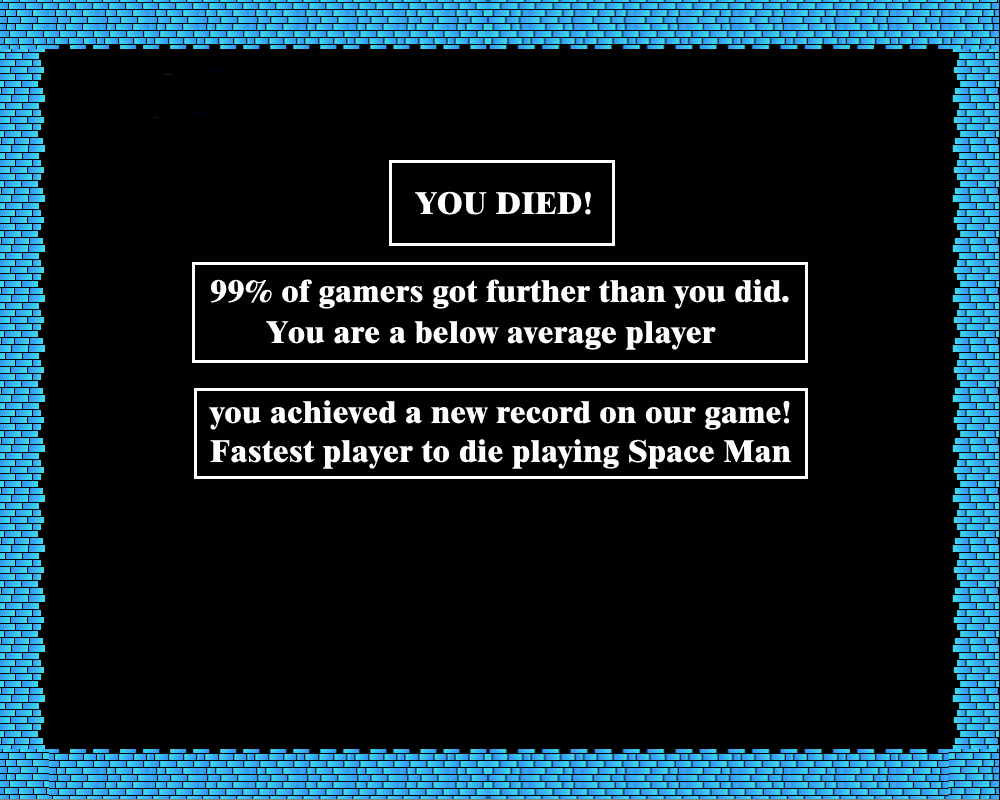 YOU DIED!
99% of gamers got further than you did.
You are a below average player
you achieved a new record on our game!
Fastest player to die playing Space Man